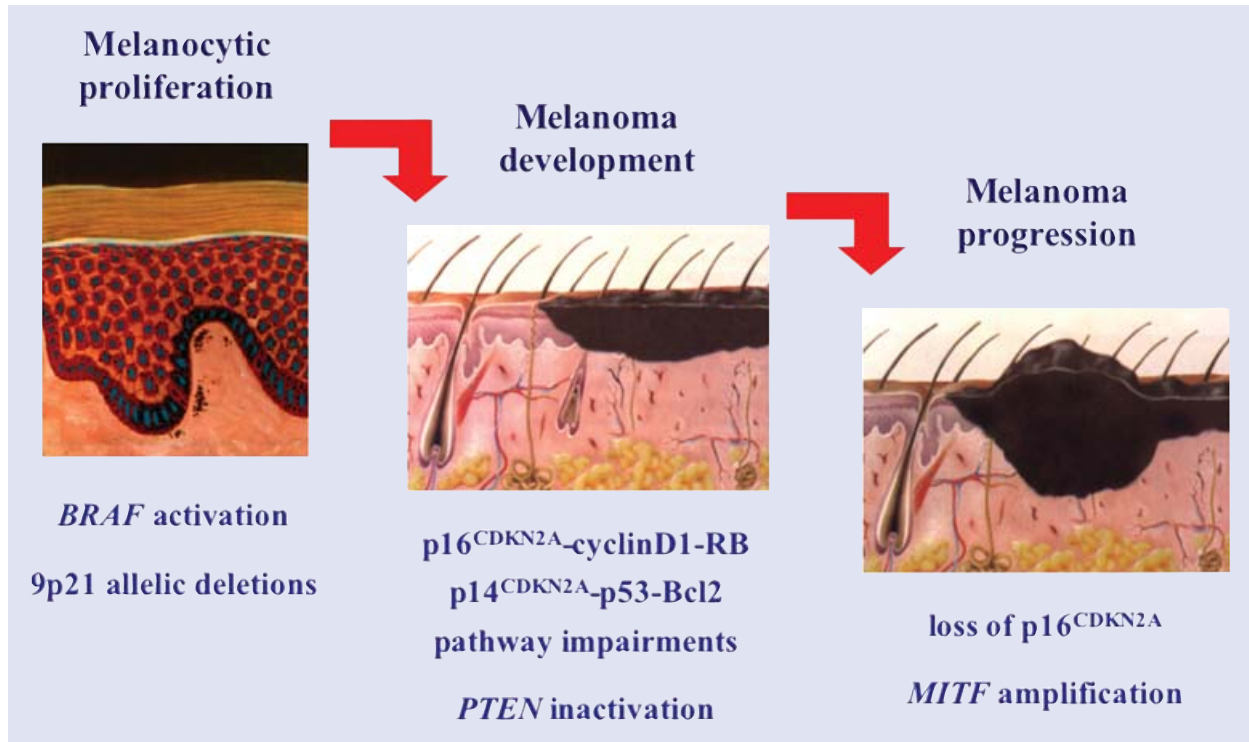 Melanocytic
proliferation
Melanoma
development
Melanoma
progression
BRAF activation
9p21 allelic deletions
p16CDKN2A-cyclinD1-RB
p14CDKN2A-p53-Bcl2
pathway impairments
PTEN inactivation
loss of p16CDKN2A
MITF amplification